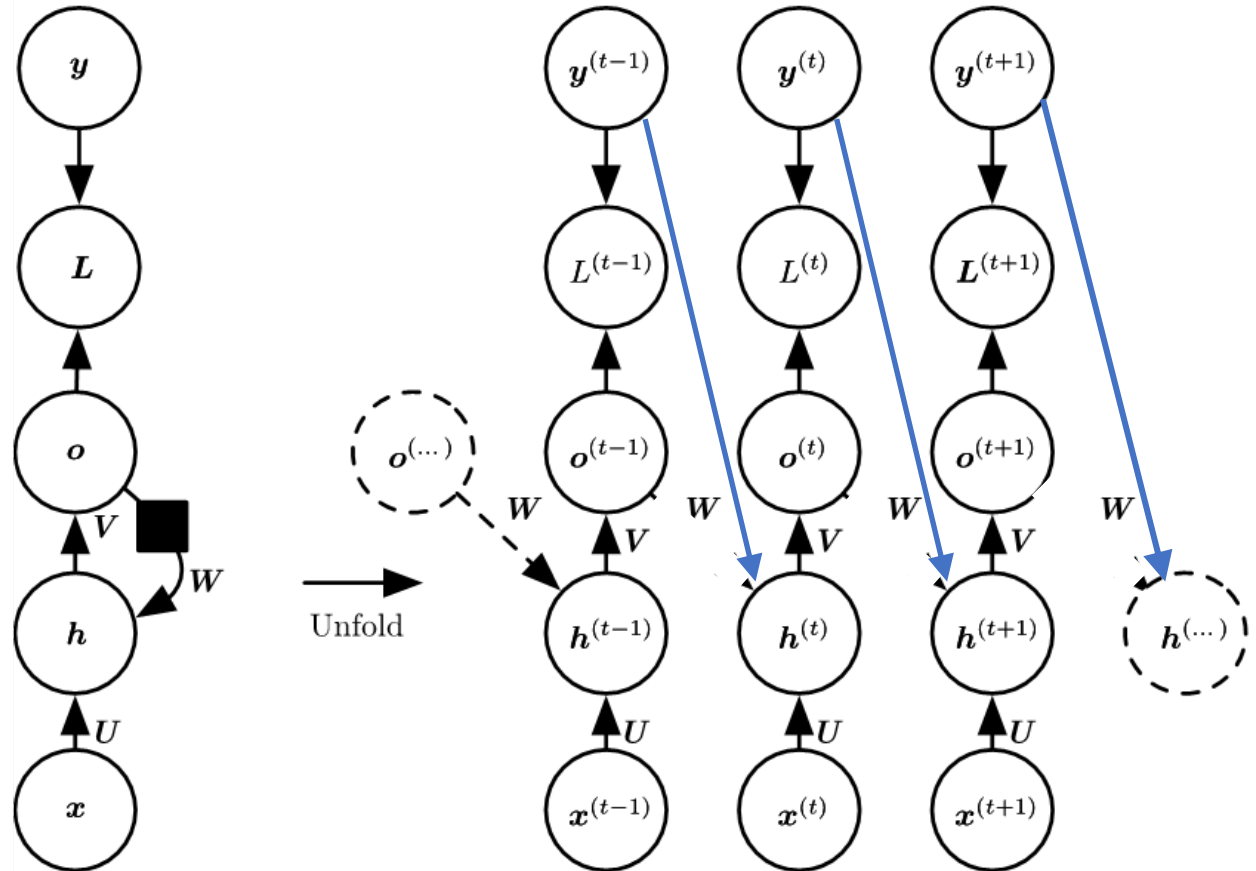 y
y^(t−1)
y^(t)
y^(t+1)
L
L^(t−1)
L^(t)
L^(t+1)
o
o^(...)
o^(t−1)
o^(t)
o^(t+1)
W
W
W
W
V
V
V
V
W
Unfold
h
h^(t−1)
h^(t)
h^(t+1)
h^(...)
U
U
U
U
x
x^(t−1)
x^(t)
x^(t+1)